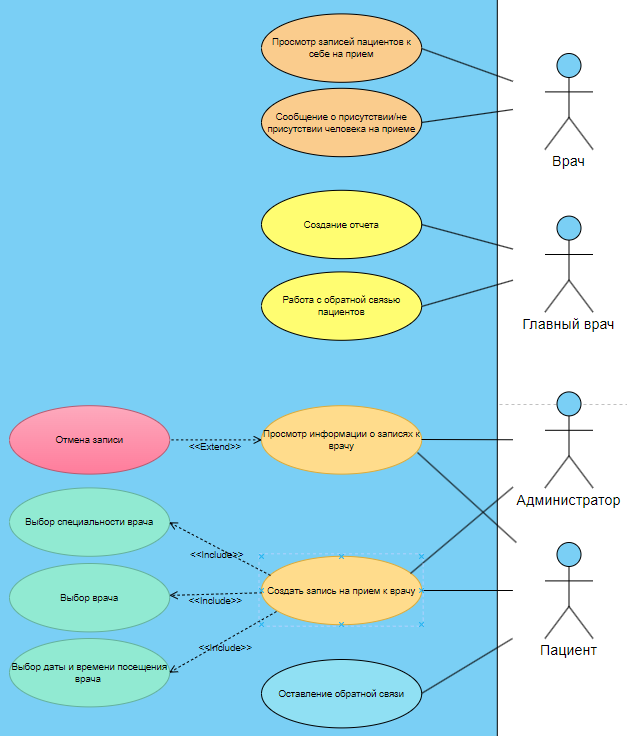 Просмотр записей пациентов к
себе на прием
Сообщение о присутствии/не
присутствии человека на приеме
Врач
Создание отчета
Работа с обратной связью
пациентов
Главный врач
Отмена записи
<<Extend>>
Просмотр информации о записях к
врачу
Администратор
Выбор специальности врача
<<Include>>
Выбор врача
<<Include>>
Создать запись на прием к врачу
<<Include>>
Выбор даты и времени посещения
врача
Пациент
Оставление обратной связи